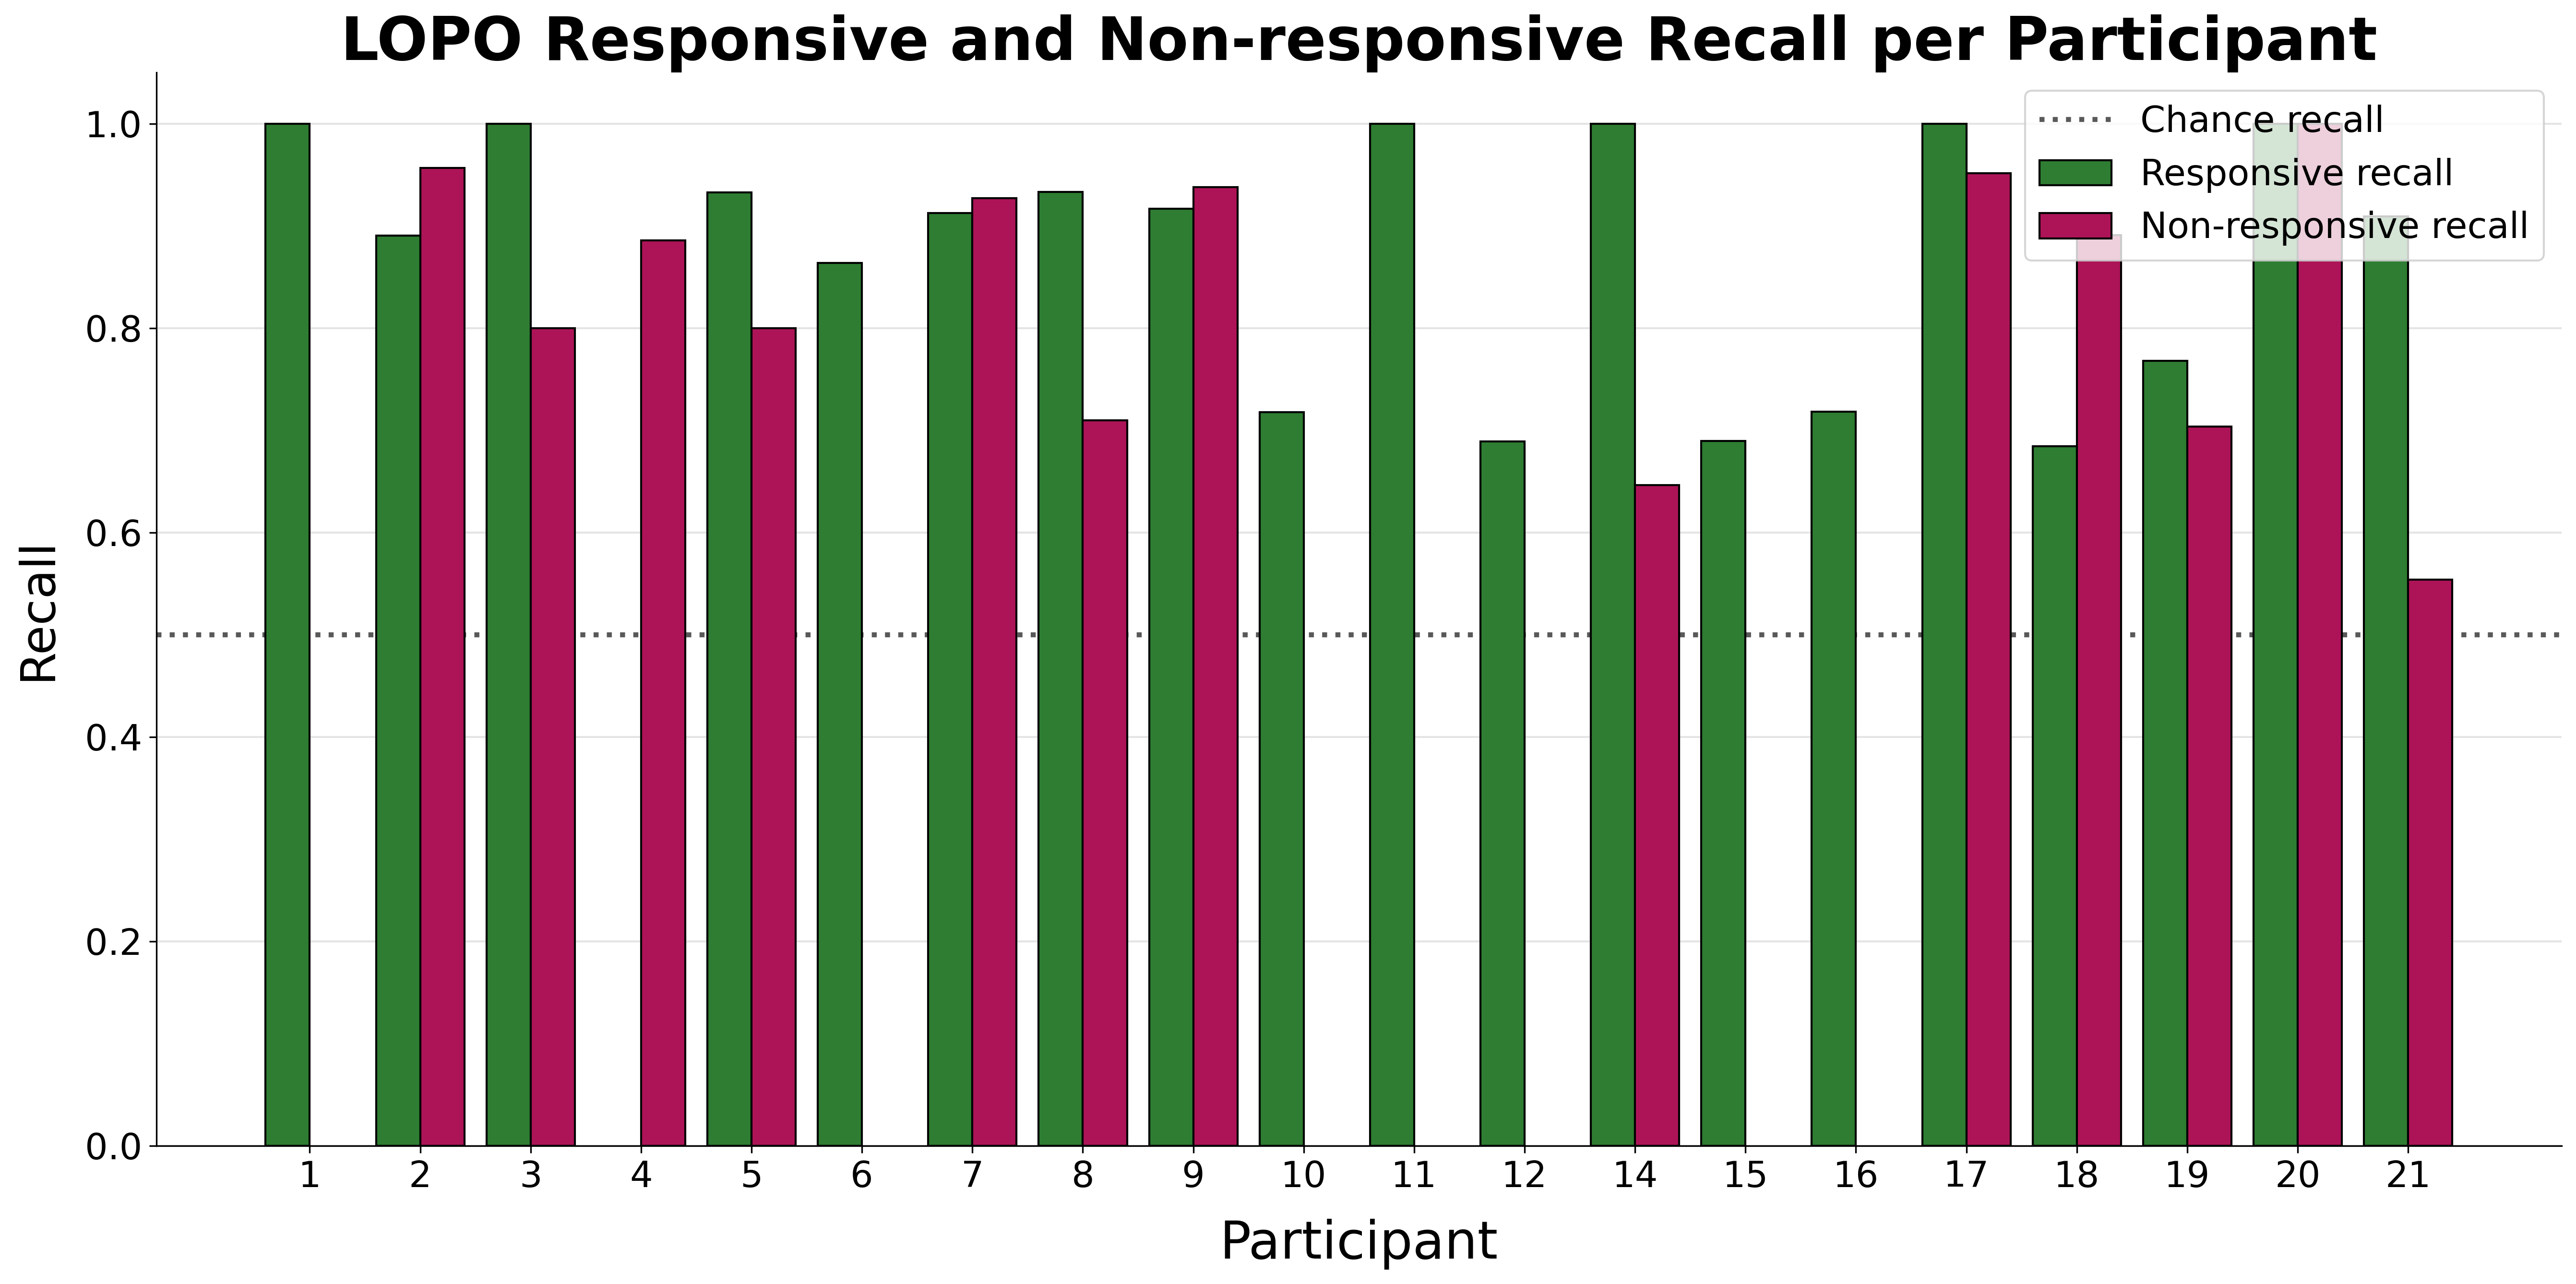 LOPO Responsive and Non-responsive Recall per Participant
Chance recall
Responsive recall
Non-responsive recall
1.0
0.8
0.6
0.4
0.2
0.0
Recall
1 2 3 4 5 6 7 8 9 10 11 12 14 15 16 17 18 19 20 21
Participant